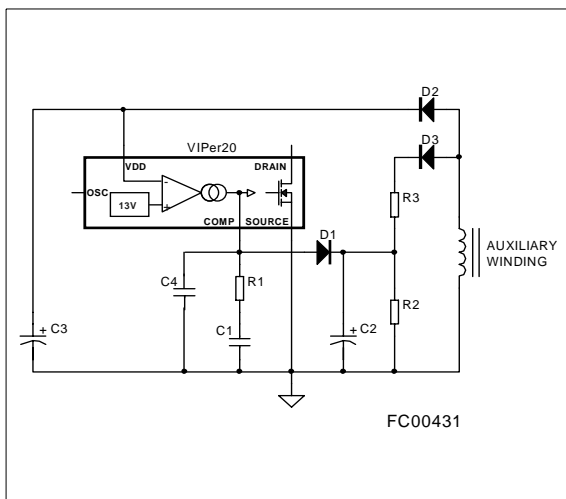 D2
D3
VIPer20
VDD
DRAIN
OSC
-
13V
+
COMP SOURCE
R3
D1
AUXILIARY
WINDING
C4
R1
R2
+ C3
C1
+ C2
FC00431